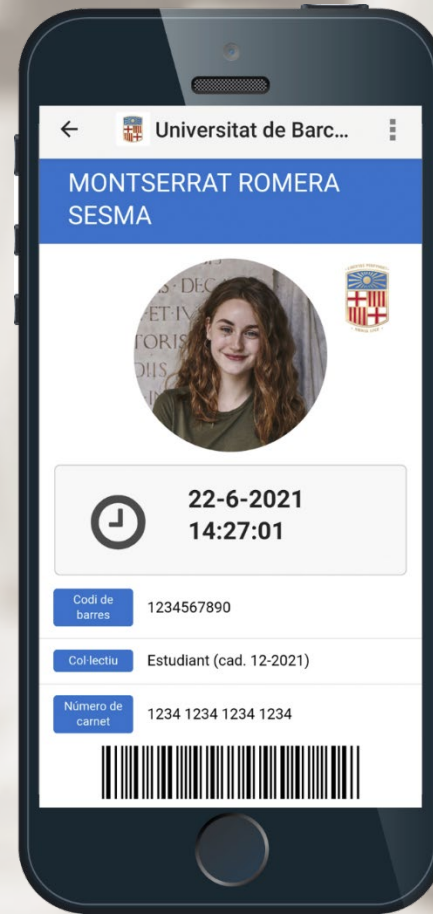 Universitat de Barc...
MONTSERRAT ROMERA
SESMA
22-6-2021
14:27:01
Codi de
barres
1234567890
Col·lectiu
Estudiant (cad. 12-2021)
Número de
carnet
1234 1234 1234 1234